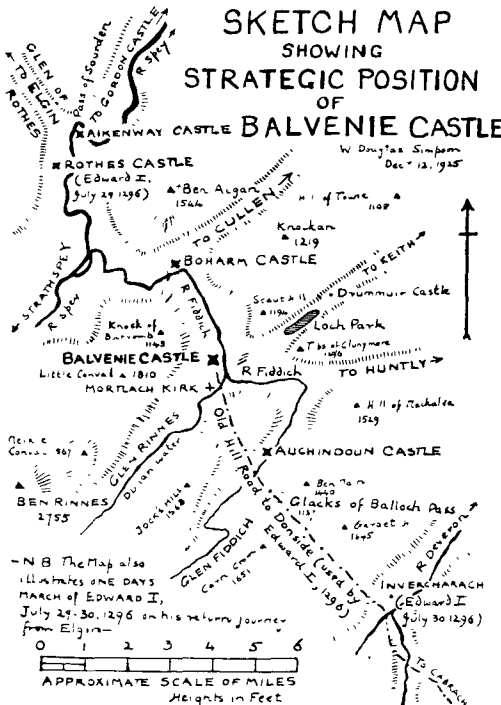 SKETCH MAP
SHOWING
STRATEGIC POSITION
OF
BALVENIE CASTLE
W Douglas Simpson
Dect 12, 1925
GLEN OF
ROTHES
TO ELGIN
Pass of Sourden
TO GORDON CASTLE
R Spey
AIKENWAY CASTLE
ROTHES CASTLE
(Edward I,
July 29 1296)
Ben Aigan
1544
TO CULLEN
Hill of Towie
1108
Knockan
1219
STRATHSPEY
R Spey
BOHARM CASTLE
R Fiddich
TO KEITH
Scaut Hill
1194
Drummuir Castle
Loch Park
Knock of
1143
BALVENIE CASTLE
Little Conval 1810
MORTLACH KIRK
R Fiddich
TO HUNTLY
Hill of
1529
GLEN RINNES
Dullan Water
AUCHINDOUN CASTLE
Conval 1867
BEN RINNES
2755
Jock's Hill
1568
Old Hill Road to Donside (used by
Edward I, 1296)
Glacks of Balloch Pass
GLEN FIDDICH
Corn Cram
1651
R Deveron
INVERCHARACH
(Edward I
July 30 1296)
TO CABRACH
—NB The Map also
illustrates ONE DAYS
MARCH OF EDWARD I,
July 29-30, 1296 on his return journey
from Elgin—
0 1 2 3 4 5 6
APPROXIMATE SCALE OF MILES
Heights in Feet